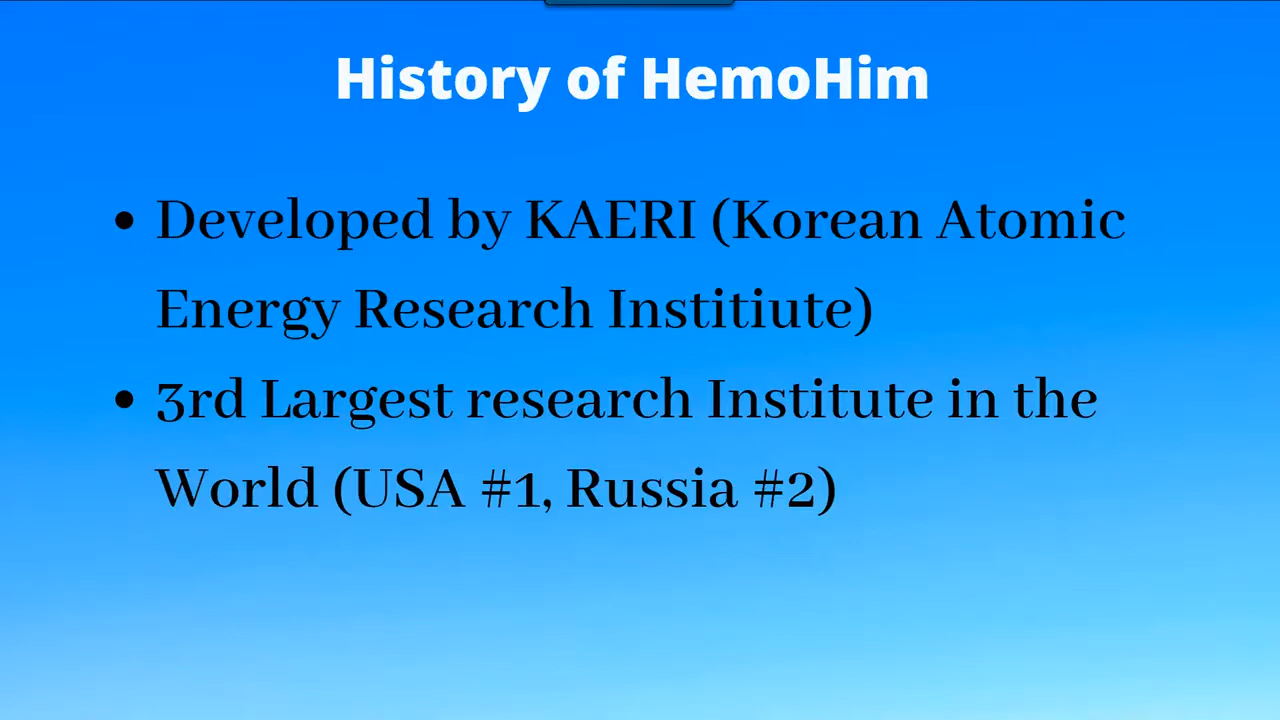 History of HemoHim
• Developed by KAERI (Korean Atomic
Energy Research Institiute)
• 3rd Largest research Institute in the
World (USA #1, Russia #2)